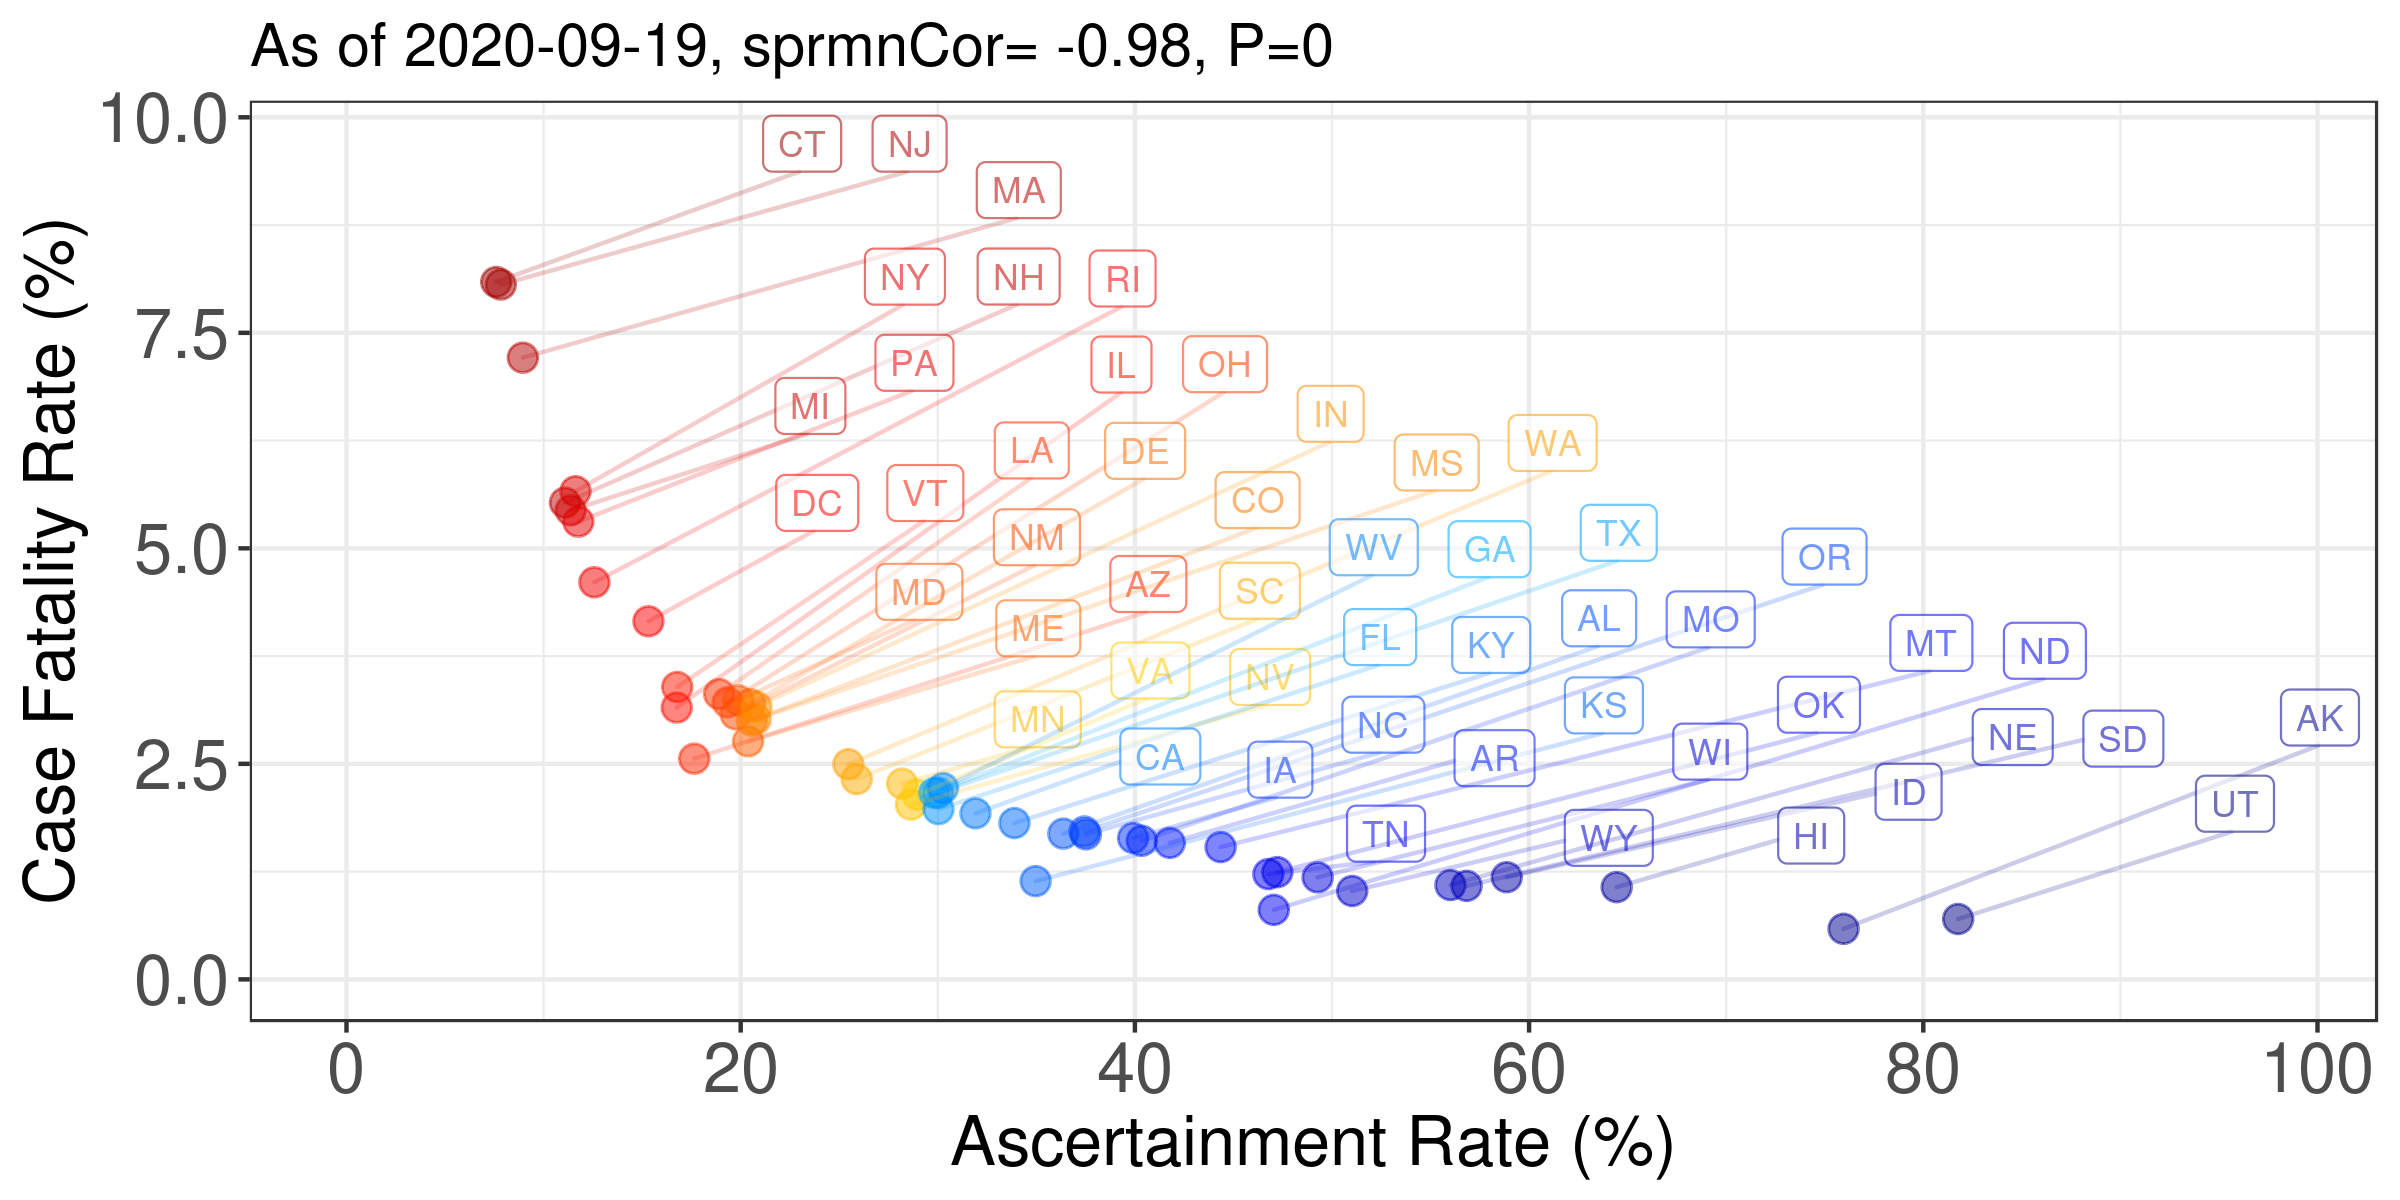 As of 2020-09-19, sprmnCor= -0.98, P=0
Case Fatality Rate (%)
10.0
7.5
5.0
2.5
0.0
CT NJ
MA
NY NH RI
PA IL OH
MI IN
LA DE MS WA
DC VT CO
NM WV GA TX OR
MD AZ SC
ME FL KY AL MO
VA NV MT ND
MN NC KS OK AK
CA IA AR WI NE SD
ID UT
TN WY HI
0 20 40 60 80 100
Ascertainment Rate (%)